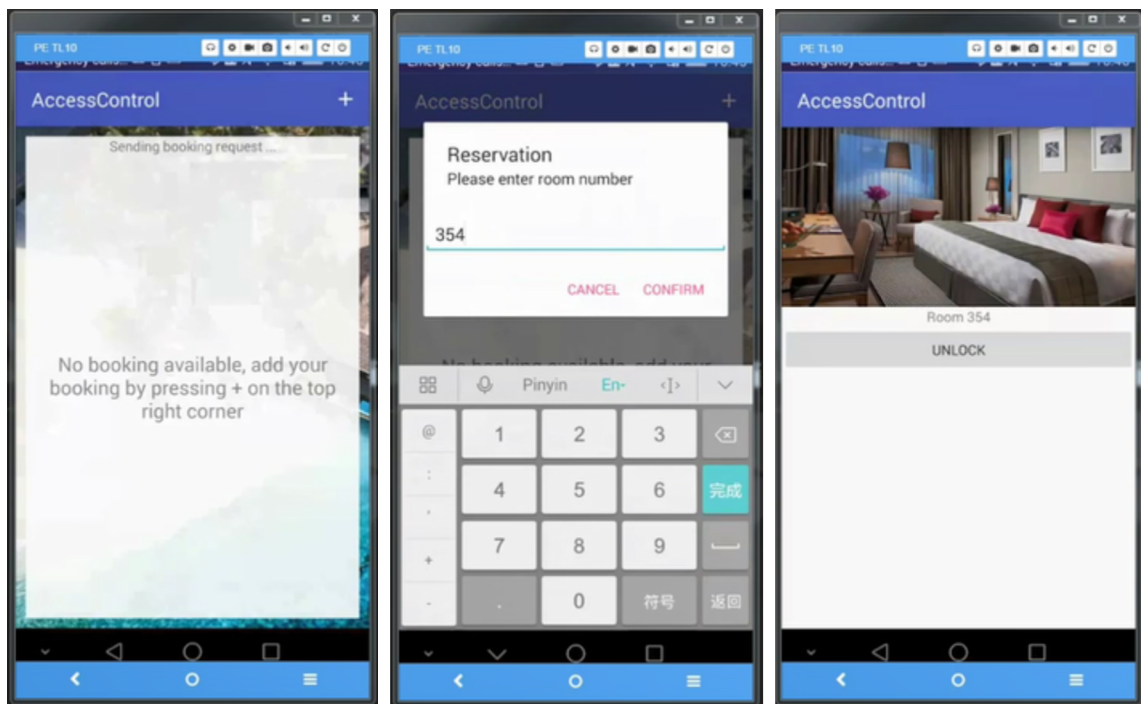 PE TL10
AccessControl +
Sending booking request ...
No booking available, add your
booking by pressing + on the top
right corner
PE TL10
Emergency calls...
AccessControl +
Reservation
Please enter room number
354
CANCEL CONFIRM
Pinyin En-
@ 1 2 3
: 4 5 6 完成
7 8 9
+
- . 0 符号 返回
PE TL10
AccessControl
Room 354
UNLOCK